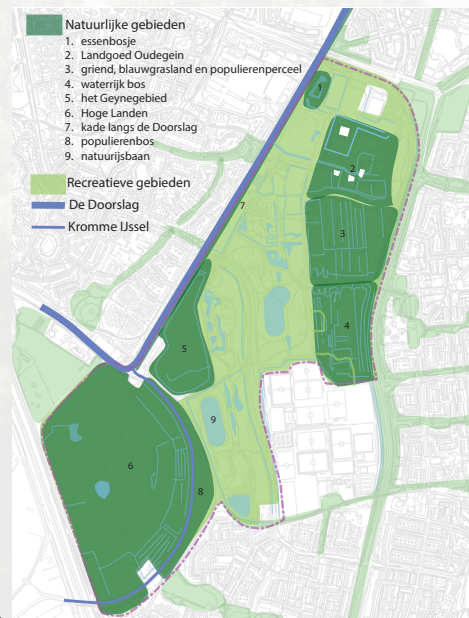 Natuurlijke gebieden
1. essenbosje
2. Landgoed Oudegein
3. griend, blauwgrasland en populierenperceel
4. waterrijk bos
5. het Geynegebied
6. Hoge Landen
7. kade langs de Doorslag
8. populierenbos
9. natuurijsbaan
Recreatieve gebieden
De Doorslag
Kromme IJssel
1
2
7
3
4
5
9
6
8